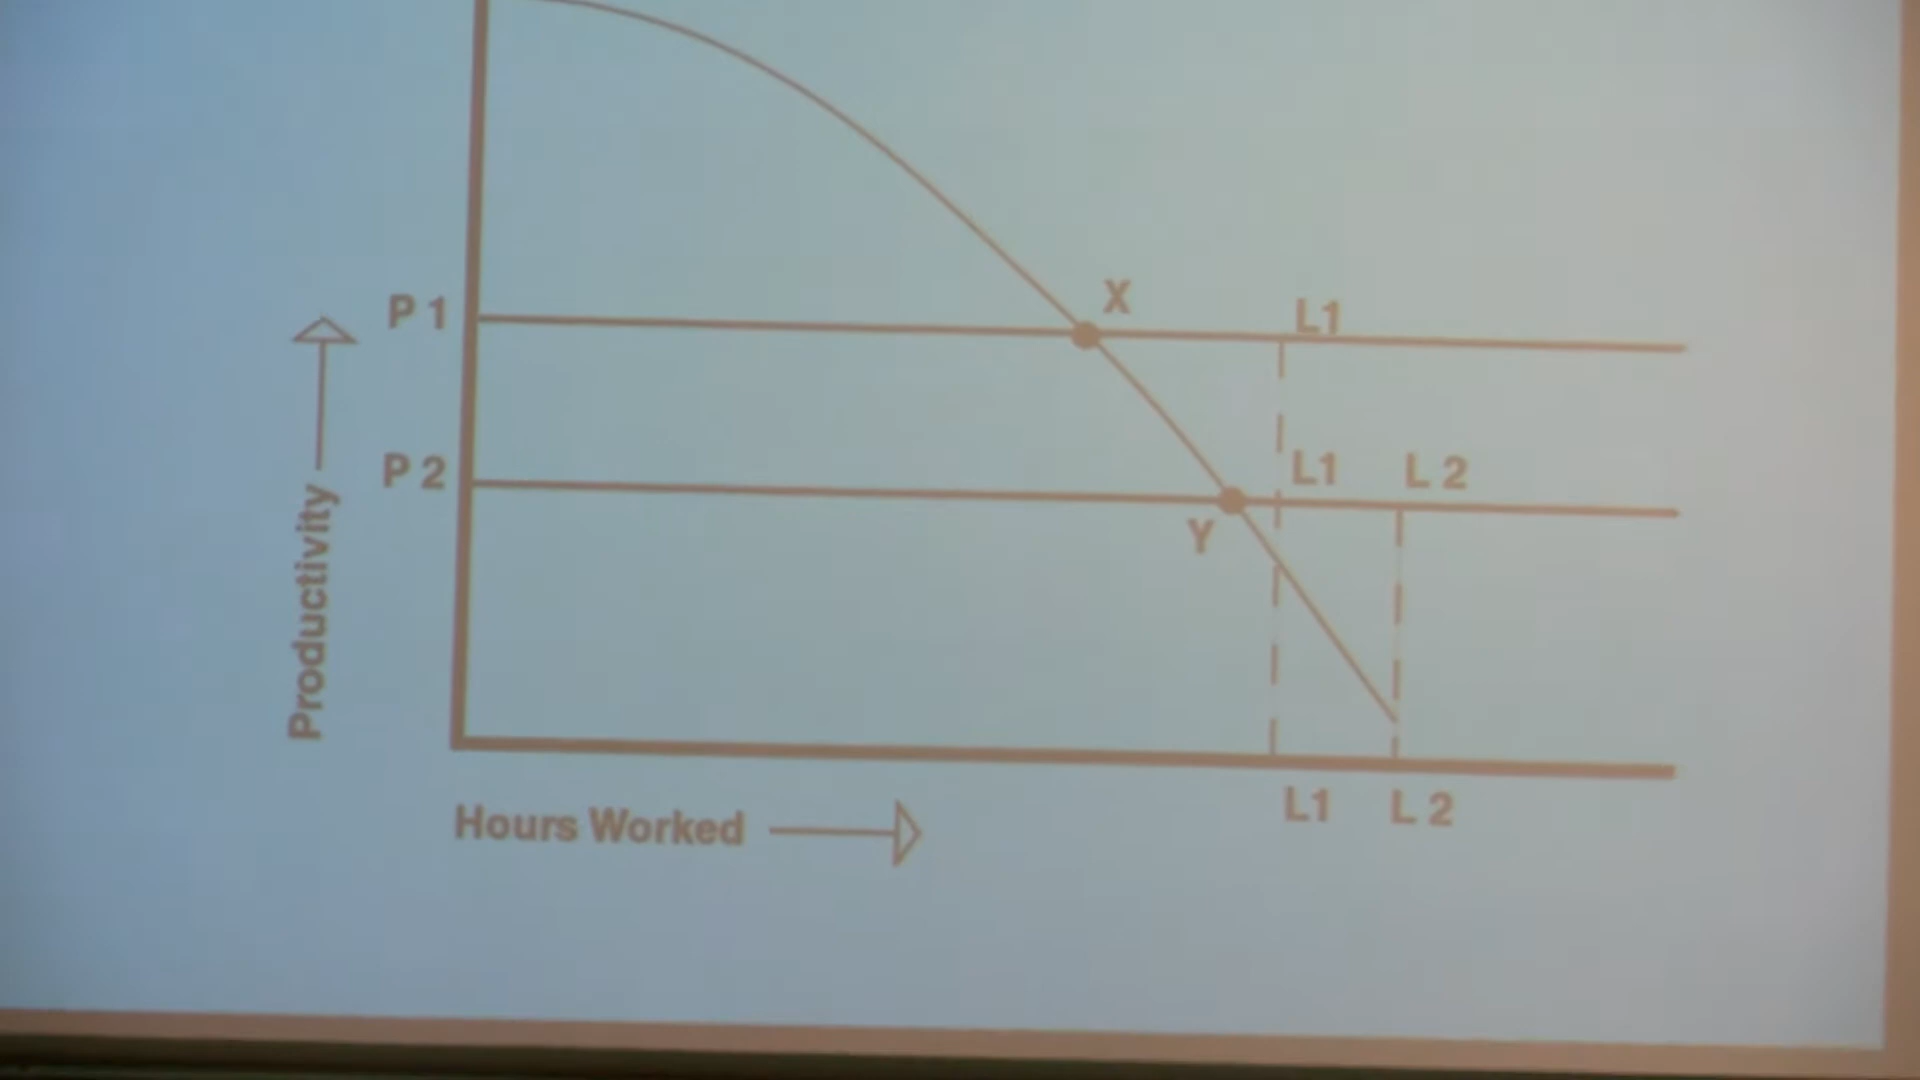 X
P 1
L1
P 2
L1
L 2
Y
Productivity
L1
L 2
Hours Worked